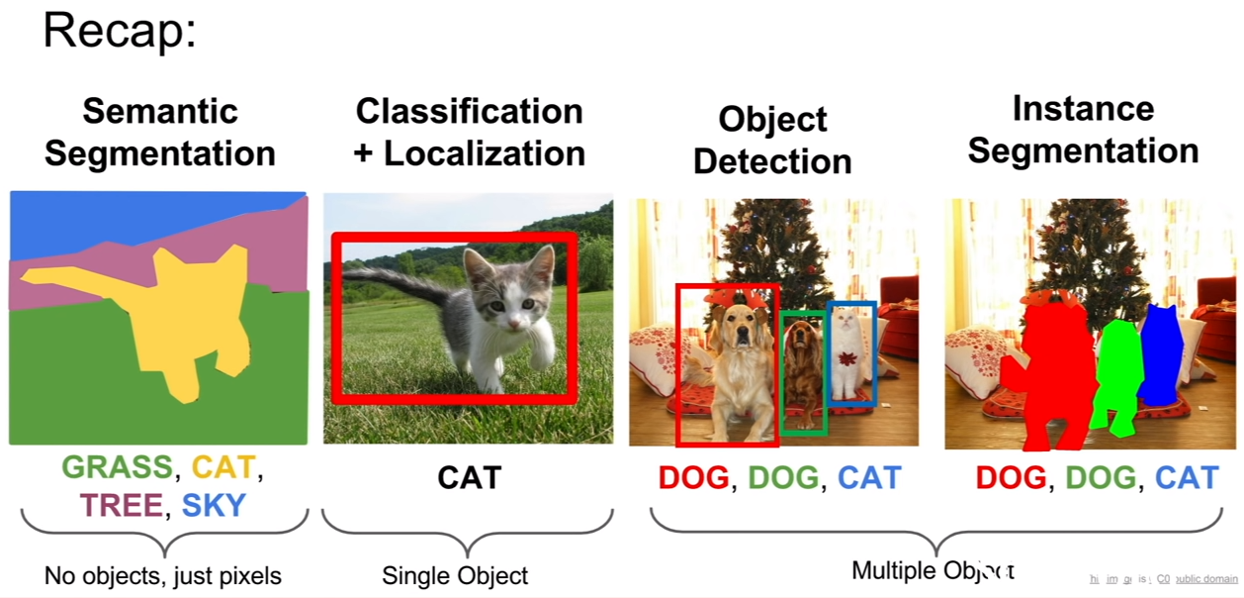 Recap:
Semantic
Segmentation
Classification
+ Localization
Object
Detection
Instance
Segmentation
GRASS, CAT,
TREE, SKY
CAT
DOG, DOG, CAT
DOG, DOG, CAT
No objects, just pixels
Single Object
Multiple Object
is C0 public domain